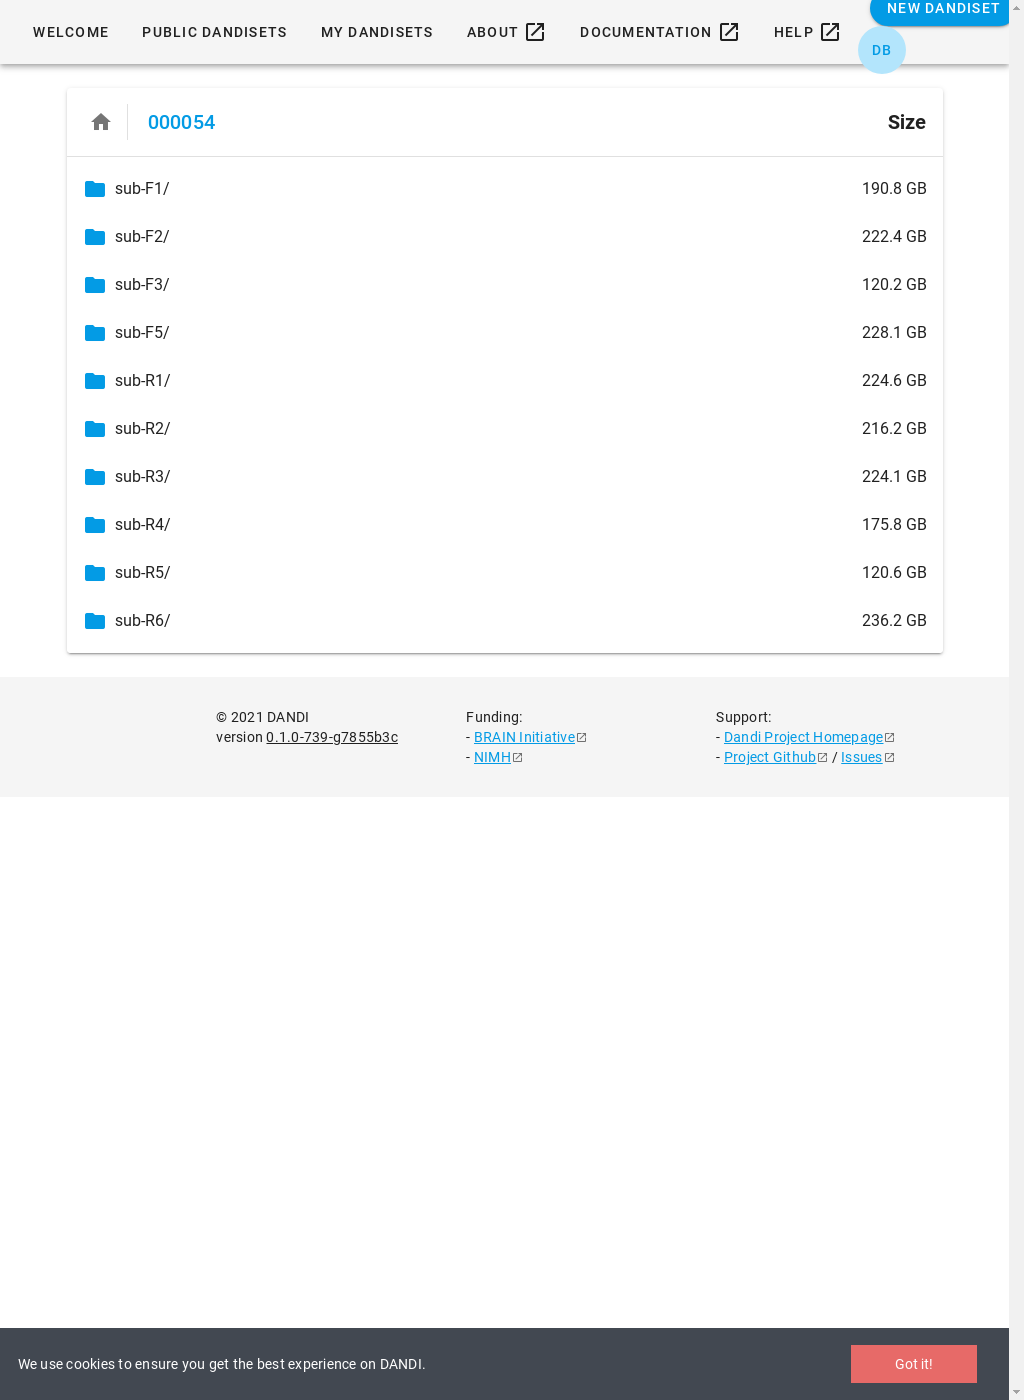 WELCOME PUBLIC DANDISETS MY DANDISETS ABOUT DOCUMENTATION HELP NEW DANDISET
DB
000054 Size
sub-F1/ 190.8 GB
sub-F2/ 222.4 GB
sub-F3/ 120.2 GB
sub-F5/ 228.1 GB
sub-R1/ 224.6 GB
sub-R2/ 216.2 GB
sub-R3/ 224.1 GB
sub-R4/ 175.8 GB
sub-R5/ 120.6 GB
sub-R6/ 236.2 GB
© 2021 DANDI
version 0.1.0-739-g7855b3c
Funding:
- BRAIN Initiative
- NIMH
Support:
- Dandi Project Homepage
- Project Github / Issues
We use cookies to ensure you get the best experience on DANDI. Got it!